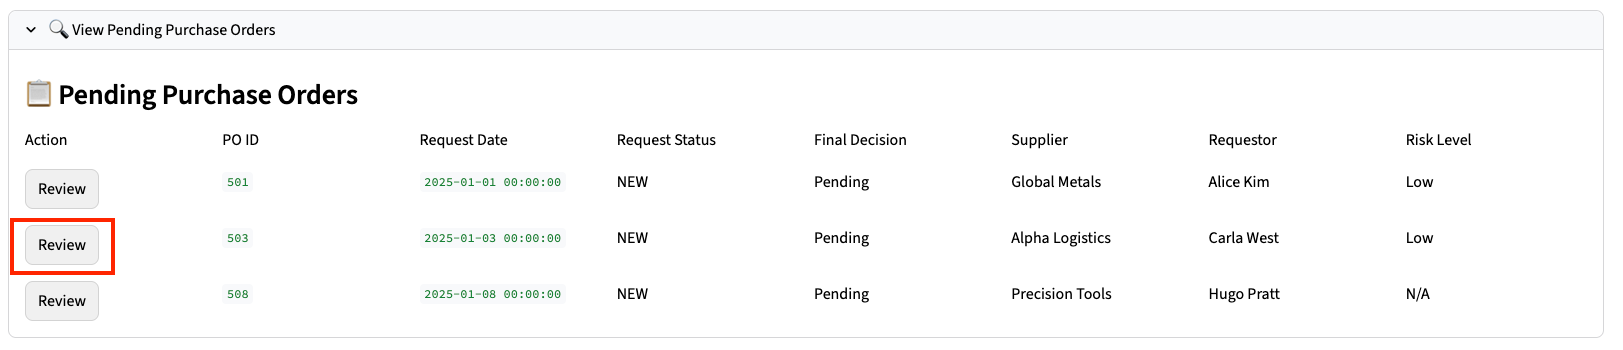 View Pending Purchase Orders
Pending Purchase Orders
Action PO ID Request Date Request Status Final Decision Supplier Requestor Risk Level
Review 501 2025-01-01 00:00:00 NEW Pending Global Metals Alice Kim Low
Review 503 2025-01-03 00:00:00 NEW Pending Alpha Logistics Carla West Low
Review 508 2025-01-08 00:00:00 NEW Pending Precision Tools Hugo Pratt N/A